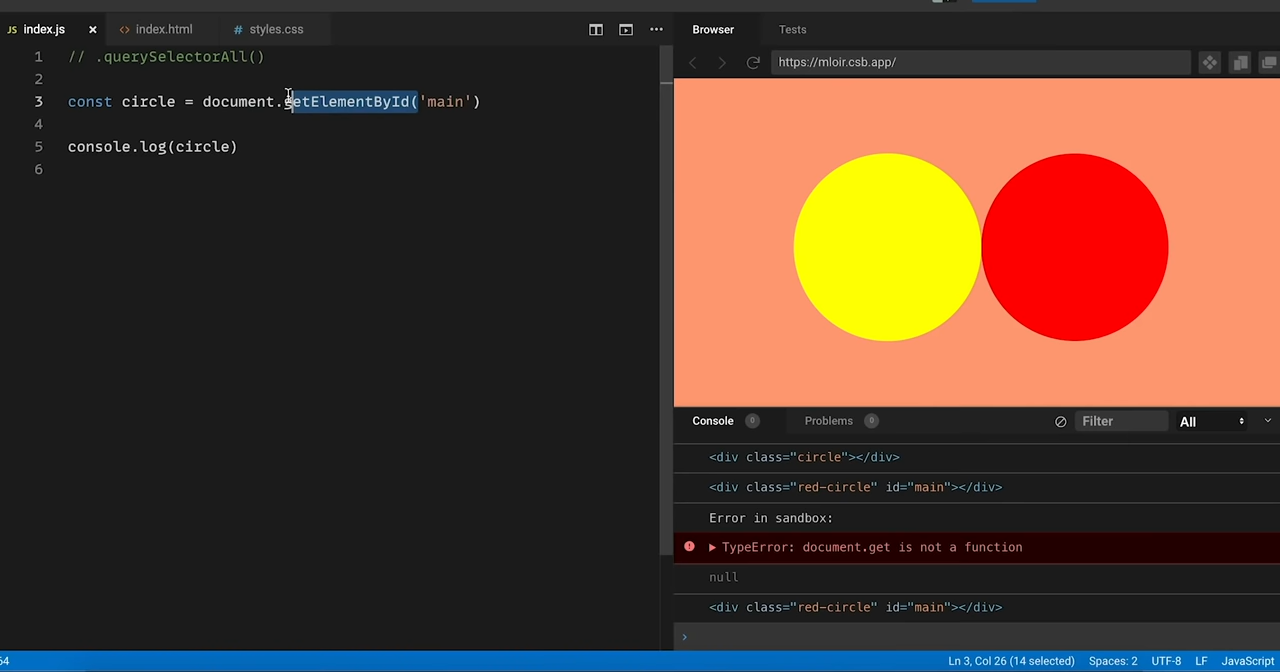 JS index.js × <> index.html # styles.css
1 // .querySelectorAll()
2
3 const circle = document.getElementById('main')
4
5 console.log(circle)
6
Browser Tests
https://mloir.csb.app/
Console 0 Problems 0 Filter All
<div class="circle"></div>
<div class="red-circle" id="main"></div>
Error in sandbox:
TypeError: document.get is not a function
null
<div class="red-circle" id="main"></div>
›
64 Ln 3, Col 26 (14 selected) Spaces: 2 UTF-8 LF JavaScript